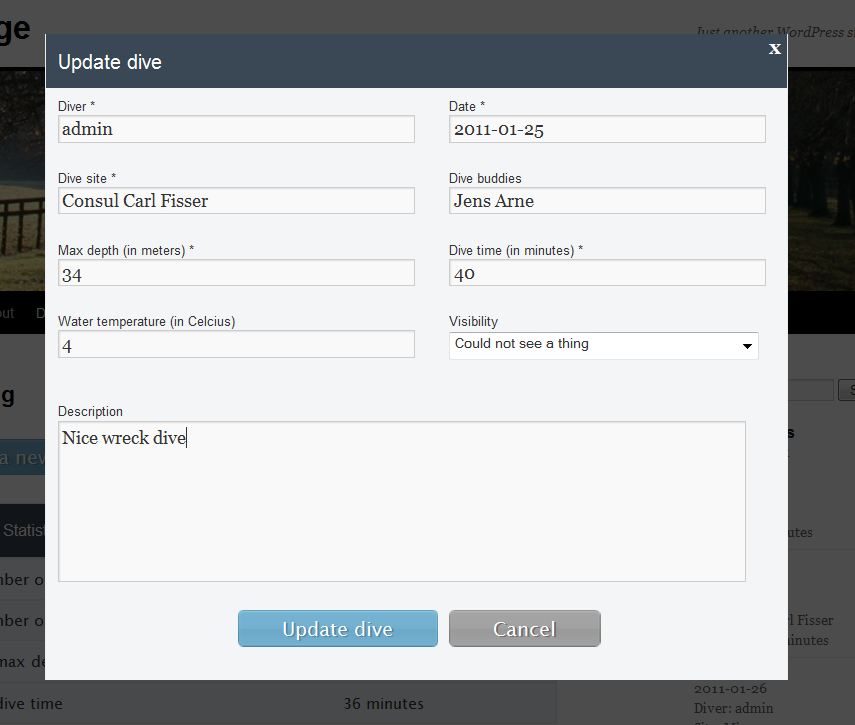 ge
Just another WordPress s
Update dive
x
Diver *
Date *
admin
2011-01-25
Dive site *
Dive buddies
Consul Carl Fisser
Jens Arne
Max depth (in meters) *
Dive time (in minutes) *
34
40
Water temperature (in Celcius)
Visibility
4
Could not see a thing
out
D
g
S
Description
Nice wreck dive
s
a new
Statist
utes
mber o
mber o
rl Fisser
inutes
max de
Update dive
Cancel
dive time
36 minutes
2011-01-26
Diver: admin